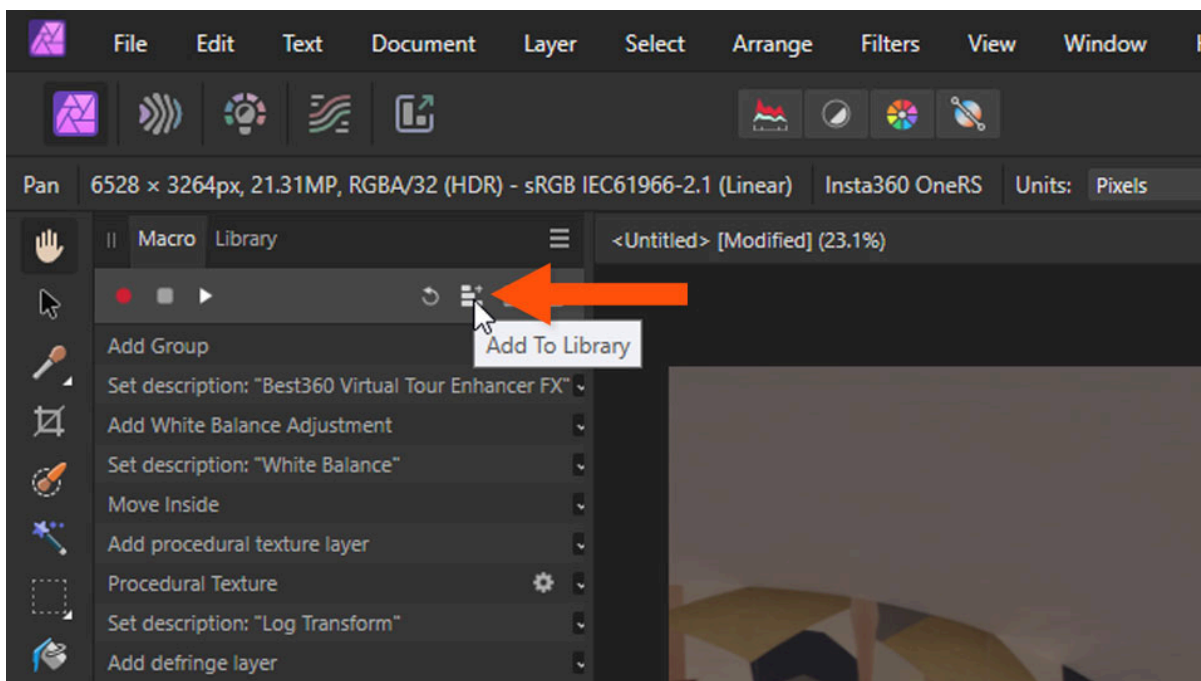 File Edit Text Document Layer Select Arrange Filters View Window
Pan 6528 × 3264px, 21.31MP, RGBA/32 (HDR) - sRGB IEC61966-2.1 (Linear) Insta360 OneRS Units: Pixels
Macro Library <Untitled> [Modified] (23.1%)
Add To Library
Add Group
Set description: "Best360 Virtual Tour Enhancer FX"
Add White Balance Adjustment
Set description: "White Balance"
Move Inside
Add procedural texture layer
Procedural Texture
Set description: "Log Transform"
Add defringe layer